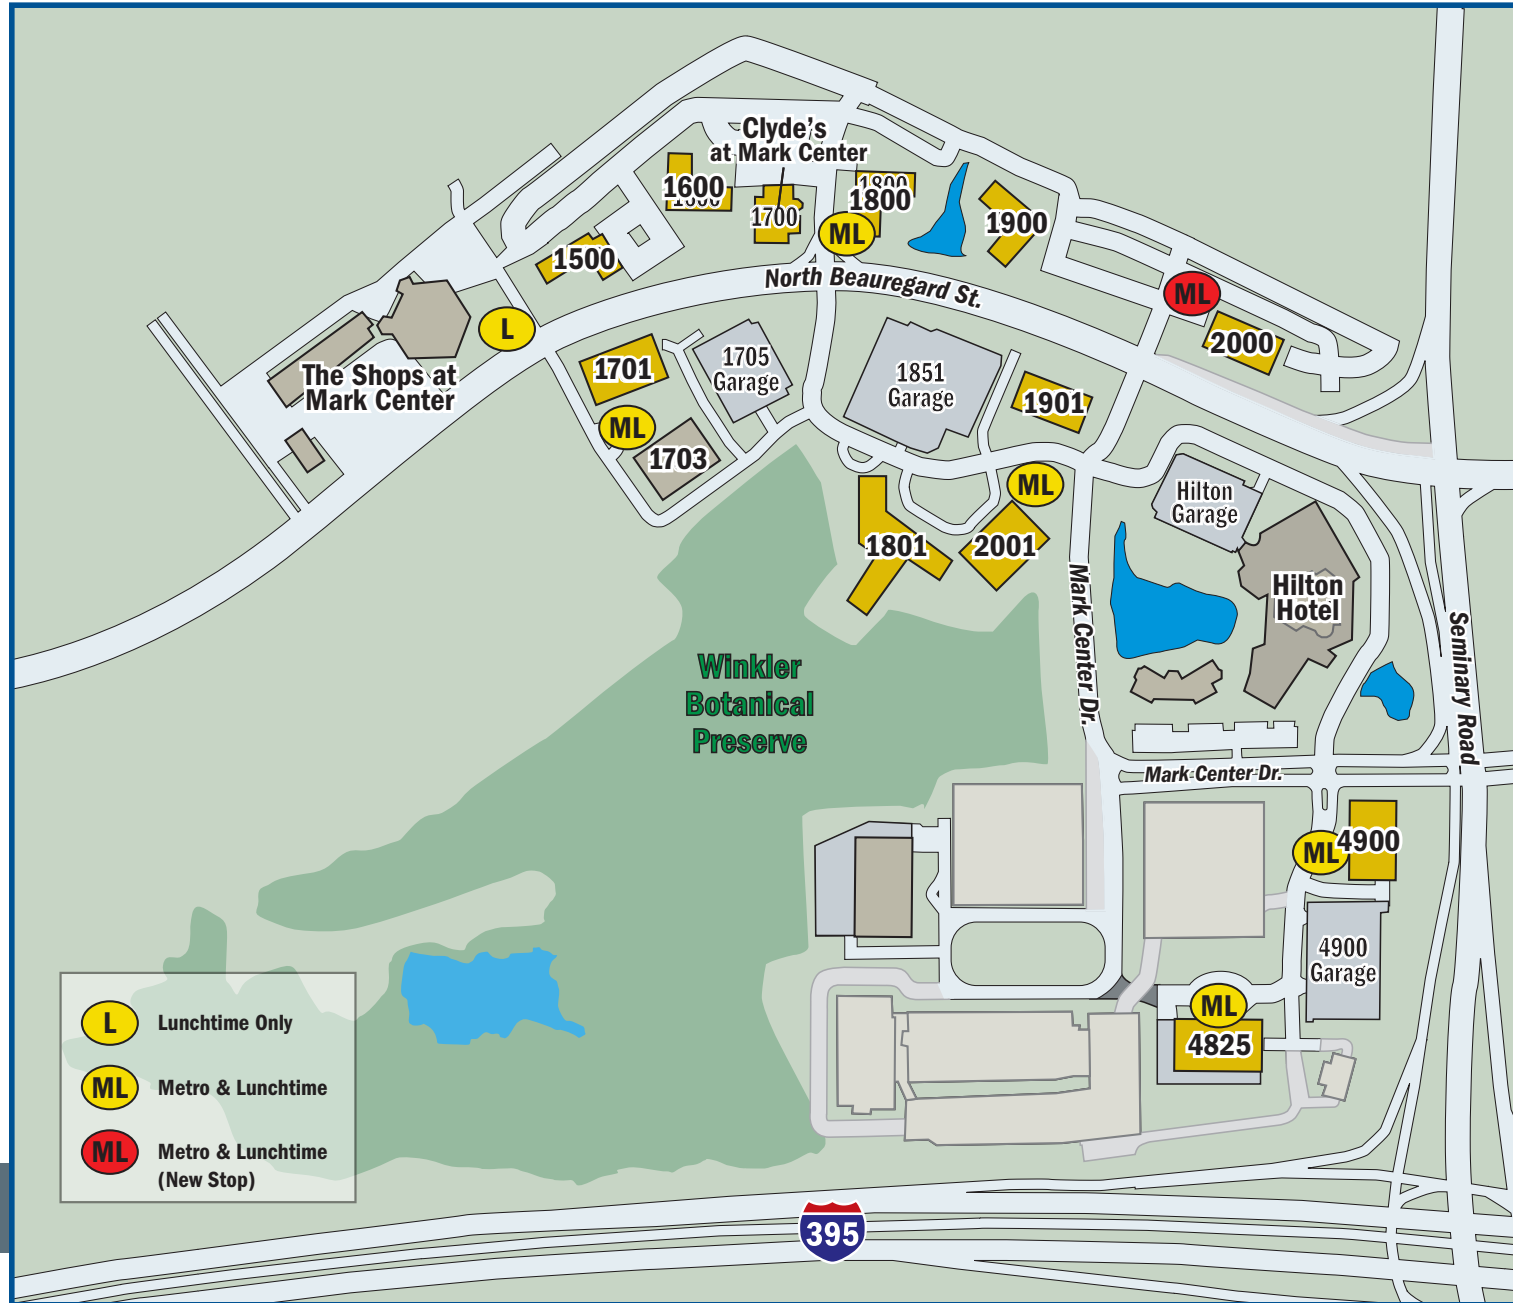 Clyde's
at Mark Center
1600
1600
1700
1800
1800
ML
1900
1500
North Beauregard St.
ML
2000
L
The Shops at
Mark Center
1701
1705
Garage
1851
Garage
1901
ML
1703
ML
Hilton
Garage
1801
2001
Hilton
Hotel
Mark Center Dr.
Seminary Road
Winkler
Botanical
Preserve
Mark Center Dr.
ML
4900
4900
Garage
ML
4825
L
Lunchtime Only
ML
Metro & Lunchtime
ML
Metro & Lunchtime
(New Stop)
395